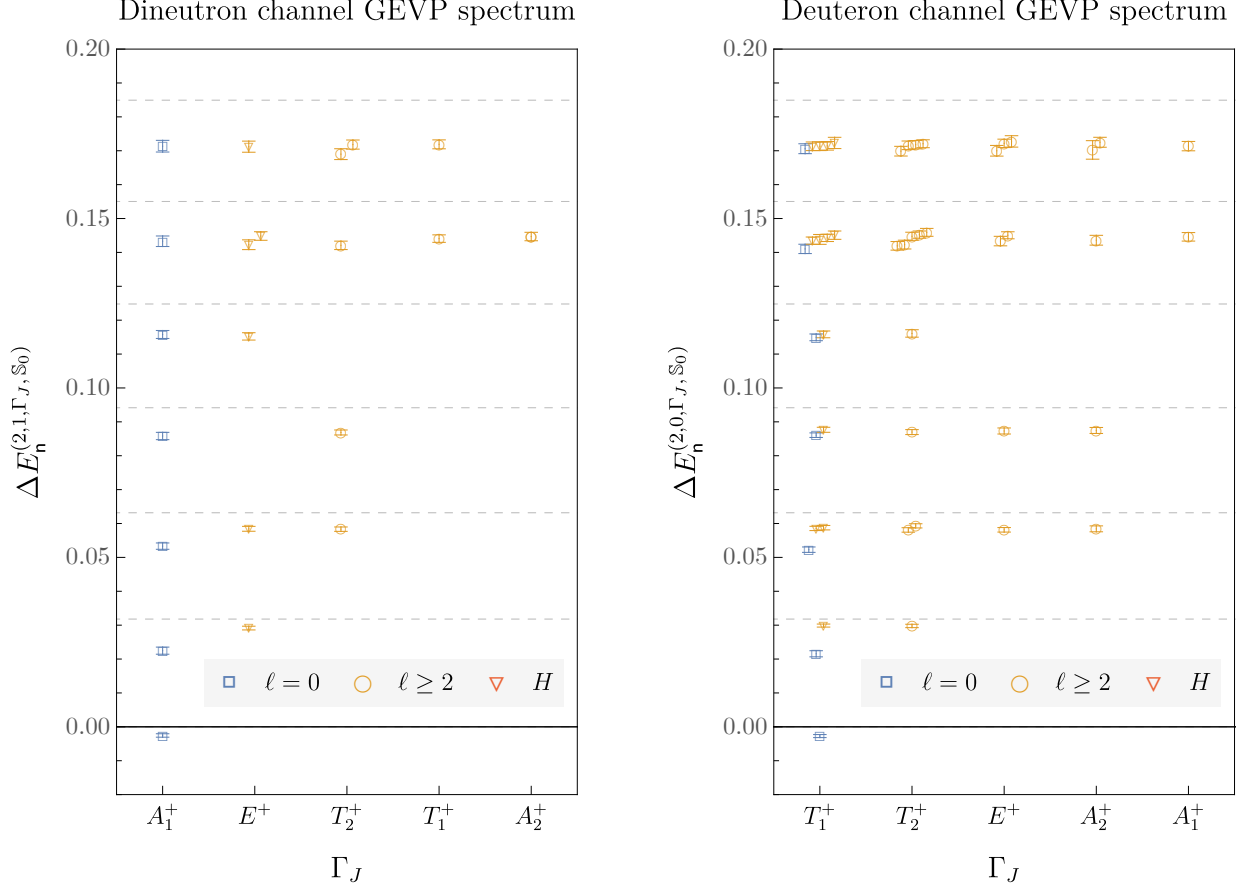 Dineutron channel GEVP spectrum
0.20
0.15
0.10
0.05
0.00
ΔE_n^(2,1,Γ_J,𝕊_0)
ℓ = 0 ℓ ≥ 2 H
A_1^+ E^+ T_2^+ T_1^+ A_2^+
Γ_J
Deuteron channel GEVP spectrum
0.20
0.15
0.10
0.05
0.00
ΔE_n^(2,0,Γ_J,𝕊_0)
ℓ = 0 ℓ ≥ 2 H
T_1^+ T_2^+ E^+ A_2^+ A_1^+
Γ_J